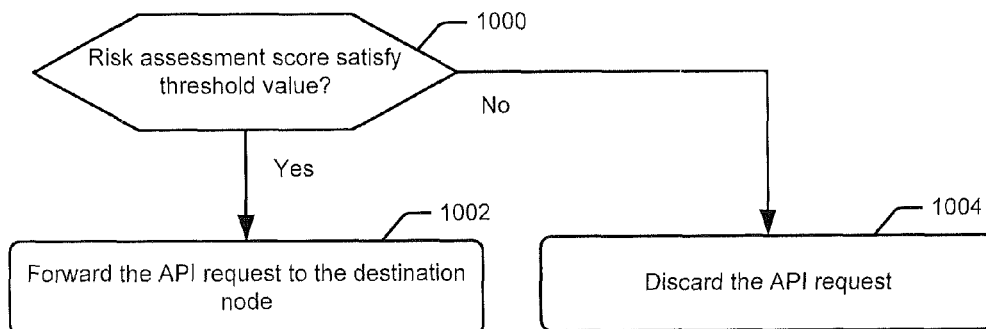 1000
Risk assessment score satisfy
threshold value?
No
Yes
1002
1004
Forward the API request to the destination
node
Discard the API request